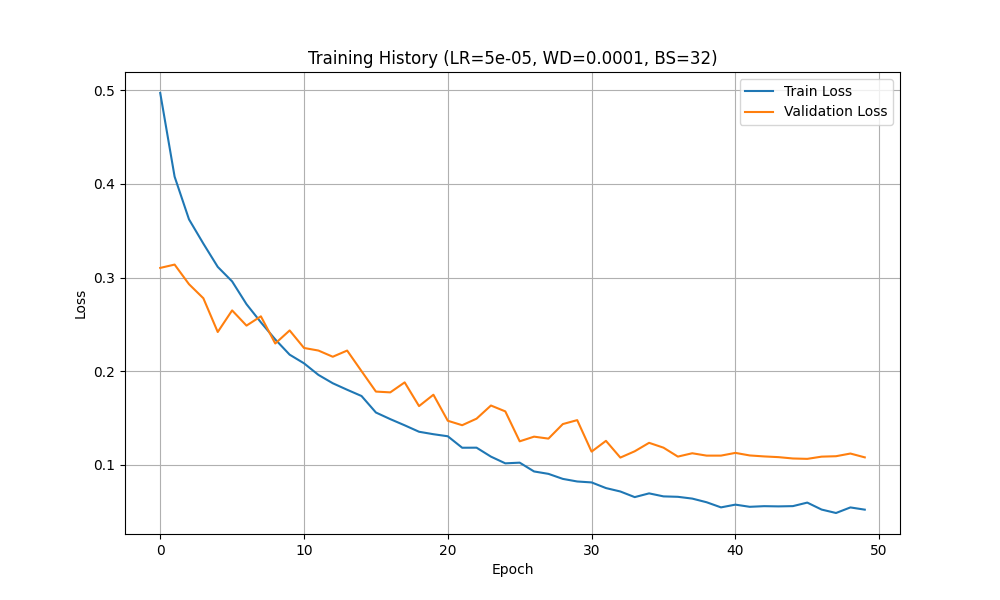 Training History (LR=5e-05, WD=0.0001, BS=32)
Train Loss
Validation Loss
0.5
0.4
0.3
0.2
0.1
Loss
0 10 20 30 40 50
Epoch